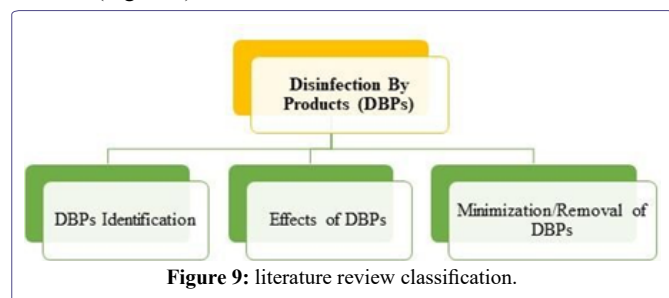 Disinfection By
Products (DBPs)
DBPs Identification
Effects of DBPs
Minimization/Removal of
DBPs
Figure 9: literature review classification.